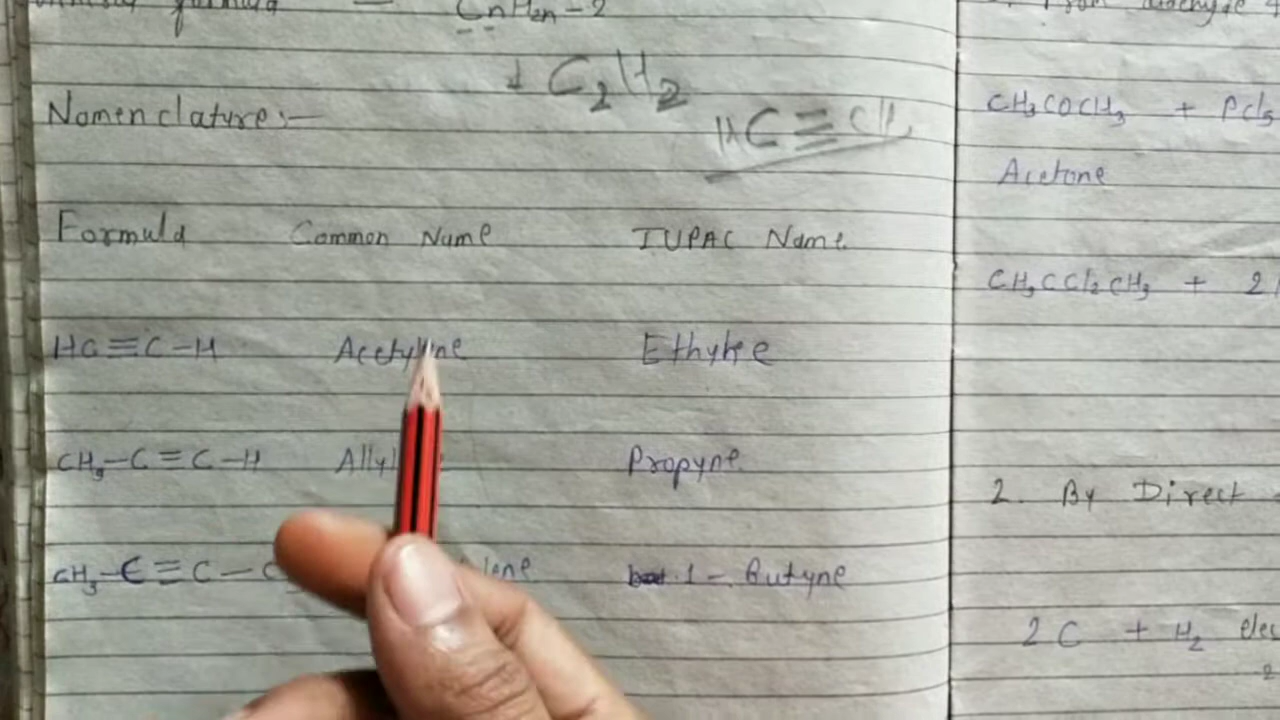 formula — CnH2n-2
↓ C2H2
HC≡CH
Nomenclature:—
Formula Common Name IUPAC Name
HC≡C-H Acetylene Ethyne
CH3-C≡C-H Propyne
CH3-C≡C-C 1-Butyne
CH3COCH3 + PCl5
Acetone
CH3CCl2CH3 + 2
2. By Direct
2C + H2